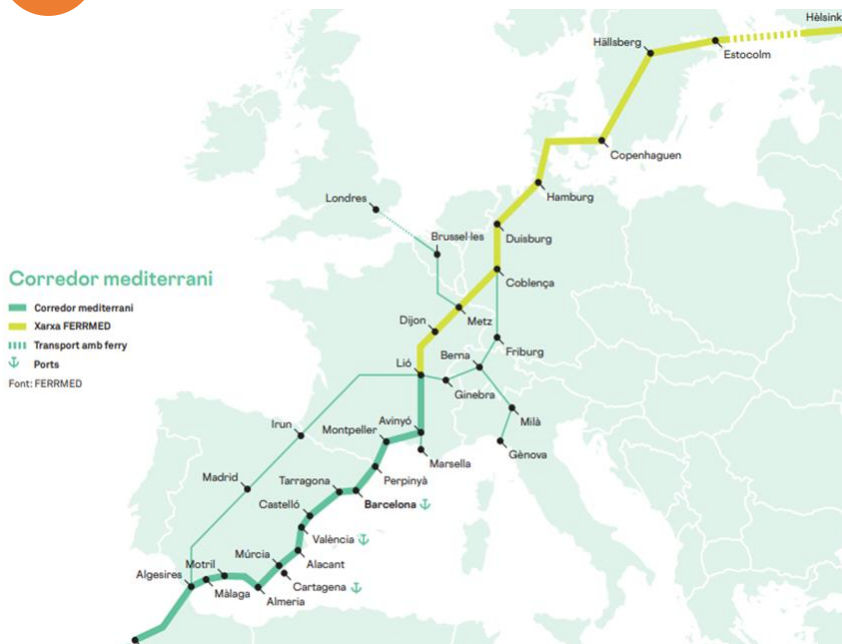 Hèlsink
Hällsberg
Estocolm
Copenhaguen
Hamburg
Londres
Brussel·les
Duisburg
Coblença
Corredor mediterrani
Corredor mediterrani
Xarxa FERRMED
Transport amb ferry
Ports
Font: FERRMED
Dijon
Metz
Friburg
Lió
Berna
Ginebra
Milà
Gènova
Irun
Avinyó
Montpeller
Marsella
Perpinyà
Madrid
Tarragona
Barcelona
Castelló
València
Múrcia
Alacant
Cartagena
Motril
Algesires
Màlaga
Almeria